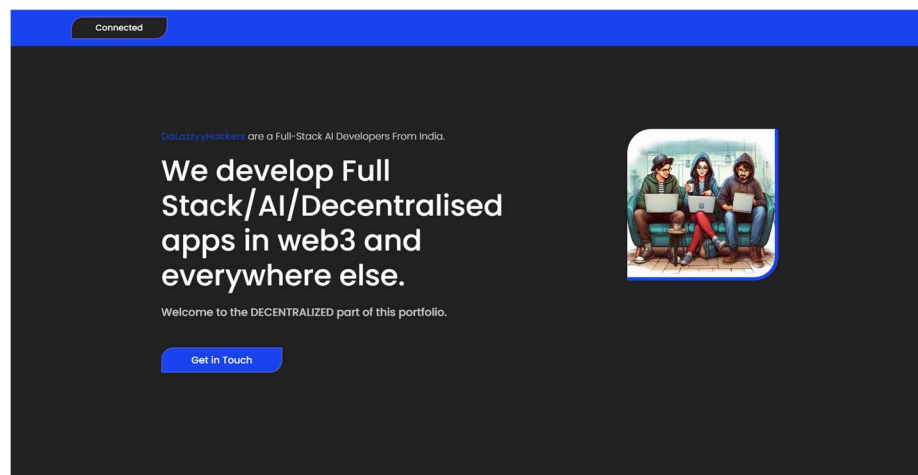 Connected
DaLazzyyHackers are a Full-Stack AI Developers From India.
We develop Full
Stack/AI/Decentralised
apps in web3 and
everywhere else.
Welcome to the DECENTRALIZED part of this portfolio.
Get in Touch